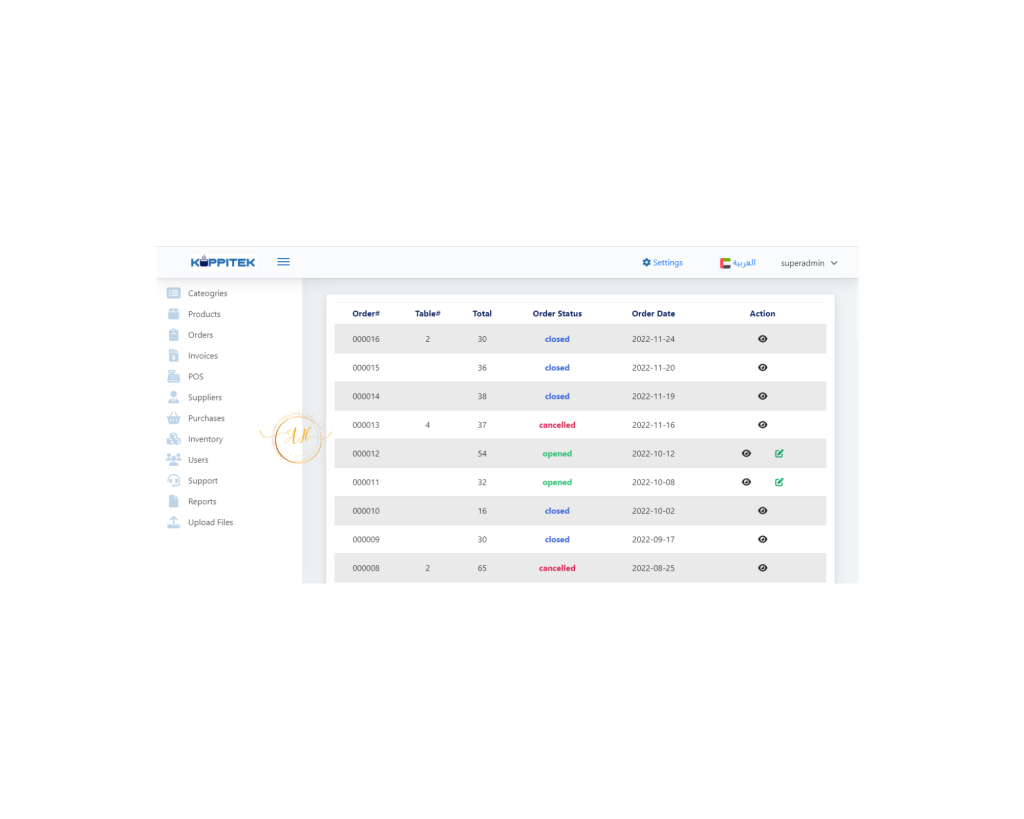 KOPPITEK
Settings العربية superadmin
Cateogries
Products
Orders
Invoices
POS
Suppliers
Purchases
Inventory
Users
Support
Reports
Upload Files
Order# Table# Total Order Status Order Date Action
000016 2 30 closed 2022-11-24
000015 36 closed 2022-11-20
000014 38 closed 2022-11-19
000013 4 37 cancelled 2022-11-16
000012 54 opened 2022-10-12
000011 32 opened 2022-10-08
000010 16 closed 2022-10-02
000009 30 closed 2022-09-17
000008 2 65 cancelled 2022-08-25